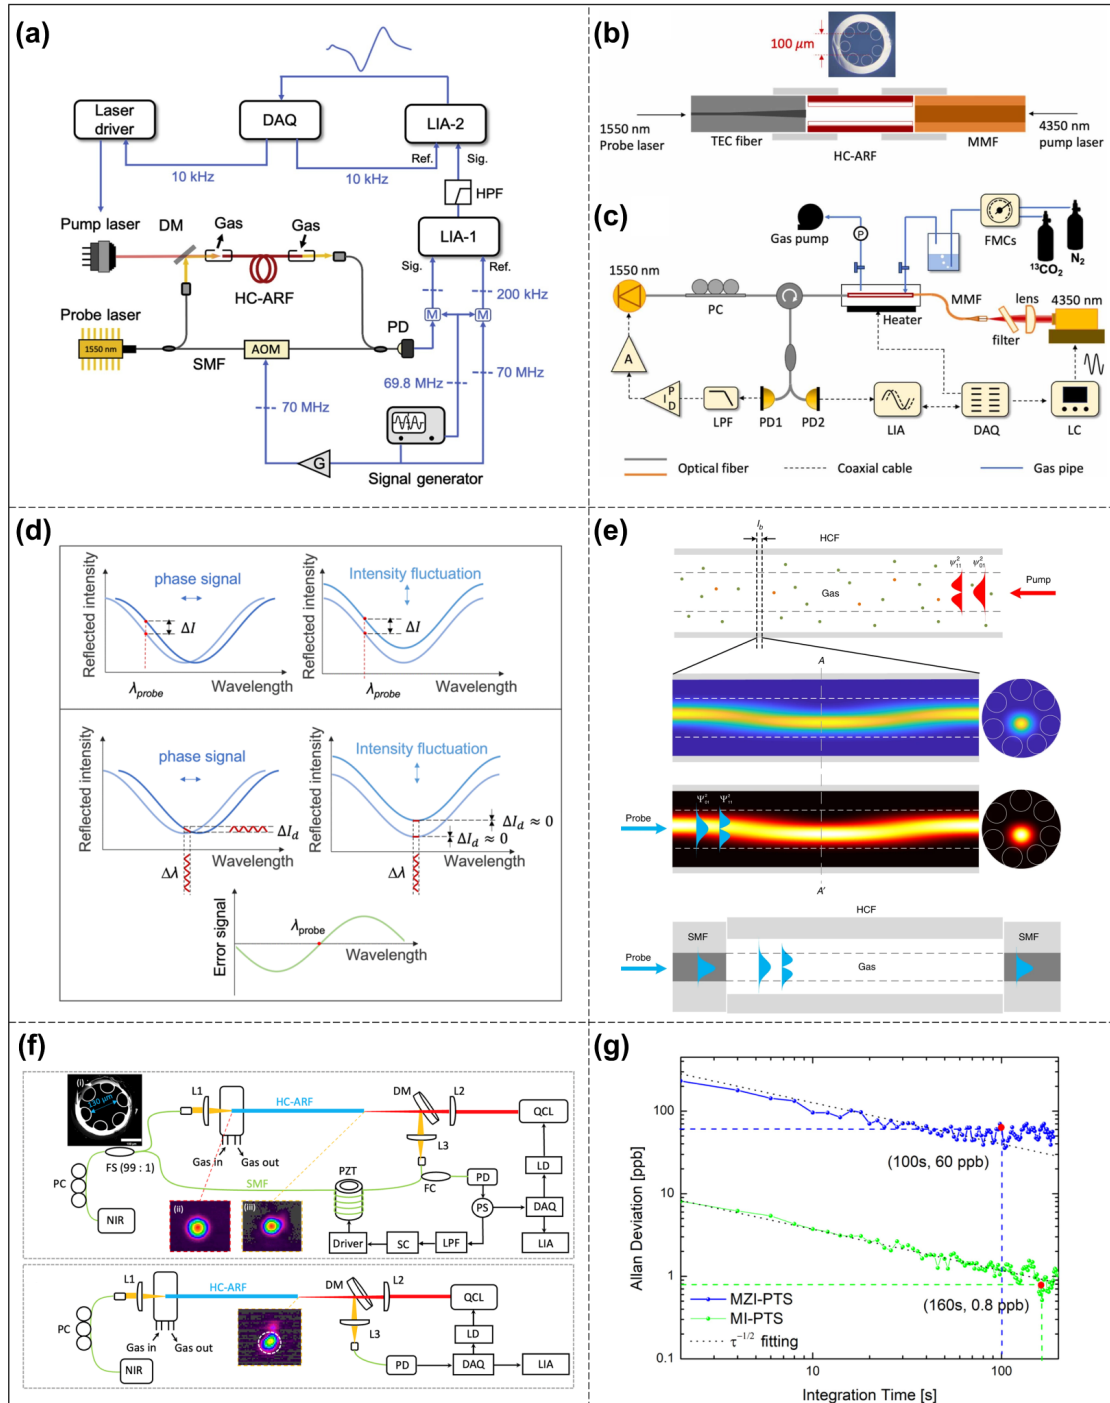 (a)
Laser
driver
DAQ
LIA-2
Ref.
Sig.
10 kHz
10 kHz
HPF
Pump laser
DM
Gas
Gas
LIA-1
HC-ARF
Sig.
Ref.
200 kHz
Probe laser
M
M
1550 nm
SMF
AOM
PD
69.8 MHz
70 MHz
70 MHz
G
Signal generator
(b)
100 μm
1550 nm
Probe laser
TEC fiber
HC-ARF
MMF
4350 nm
pump laser
(c)
Gas pump
P
FMCs
¹³CO₂
N₂
1550 nm
PC
MMF
lens
4350 nm
Heater
filter
A
P
I
D
LPF
PD1
PD2
LIA
DAQ
LC
Optical fiber
Coaxial cable
Gas pipe
(d)
Reflected intensity
phase signal
ΔI
λprobe
Wavelength
Reflected intensity
Intensity fluctuation
ΔI
λprobe
Wavelength
Reflected intensity
phase signal
ΔId
Wavelength
Δλ
Reflected intensity
Intensity fluctuation
ΔId ≈ 0
ΔId ≈ 0
Wavelength
Δλ
Error signal
λprobe
Wavelength
(e)
lb
HCF
ψ²11
ψ²01
Gas
Pump
A
Ψ²01
Ψ²11
Probe
A'
HCF
SMF
SMF
Probe
Gas
(f)
(i)
130 μm
L1
HC-ARF
DM
L2
QCL
L3
Gas in
Gas out
FS (99 : 1)
PZT
LD
PC
SMF
FC
PD
(ii)
(iii)
PS
DAQ
NIR
Driver
SC
LPF
LIA
L1
HC-ARF
DM
L2
QCL
PC
L3
Gas in
Gas out
LD
NIR
PD
DAQ
LIA
(g)
Allan Deviation [ppb]
100
10
1
0.1
(100s, 60 ppb)
(160s, 0.8 ppb)
MZI-PTS
MI-PTS
τ⁻¹/² fitting
10
100
Integration Time [s]